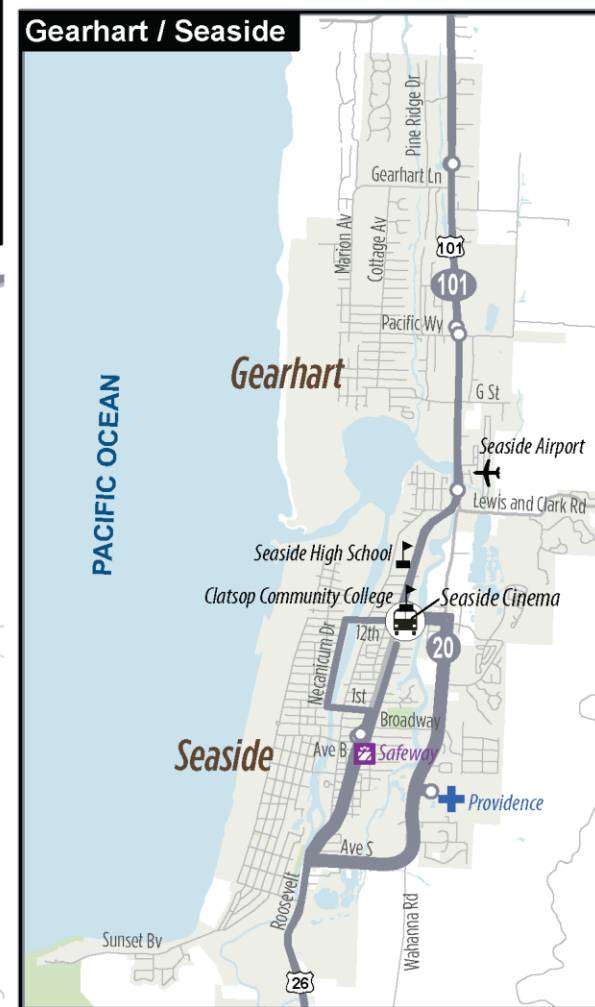 Gearhart / Seaside
Pine Ridge Dr
Gearhart Ln
Marion Av
Cottage Av
101
101
Pacific Wy
Gearhart
G St
PACIFIC OCEAN
Seaside Airport
Lewis and Clark Rd
Seaside High School
Clatsop Community College
Seaside Cinema
12th
20
Necanicum Dr
1st
Broadway
Seaside
Ave B
Safeway
Providence
Ave S
Roosevelt
Wahanna Rd
Sunset Bv
26